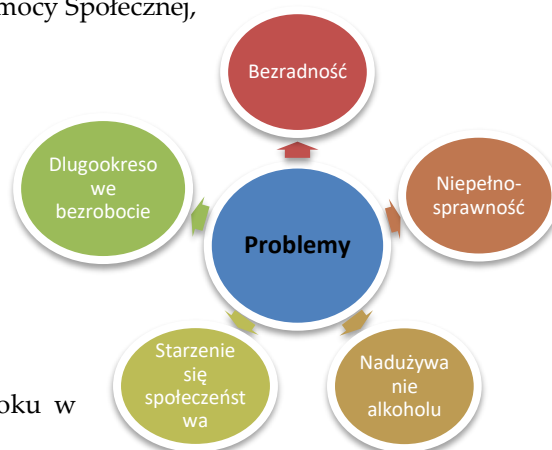 mocy Społecznej,
Bezradność
Dlugookreso
we
bezrobocie
Niepełno-
sprawność
Problemy
Starzenie
się
społeczeńst
wa
Nadużywa
nie
alkoholu
oku w